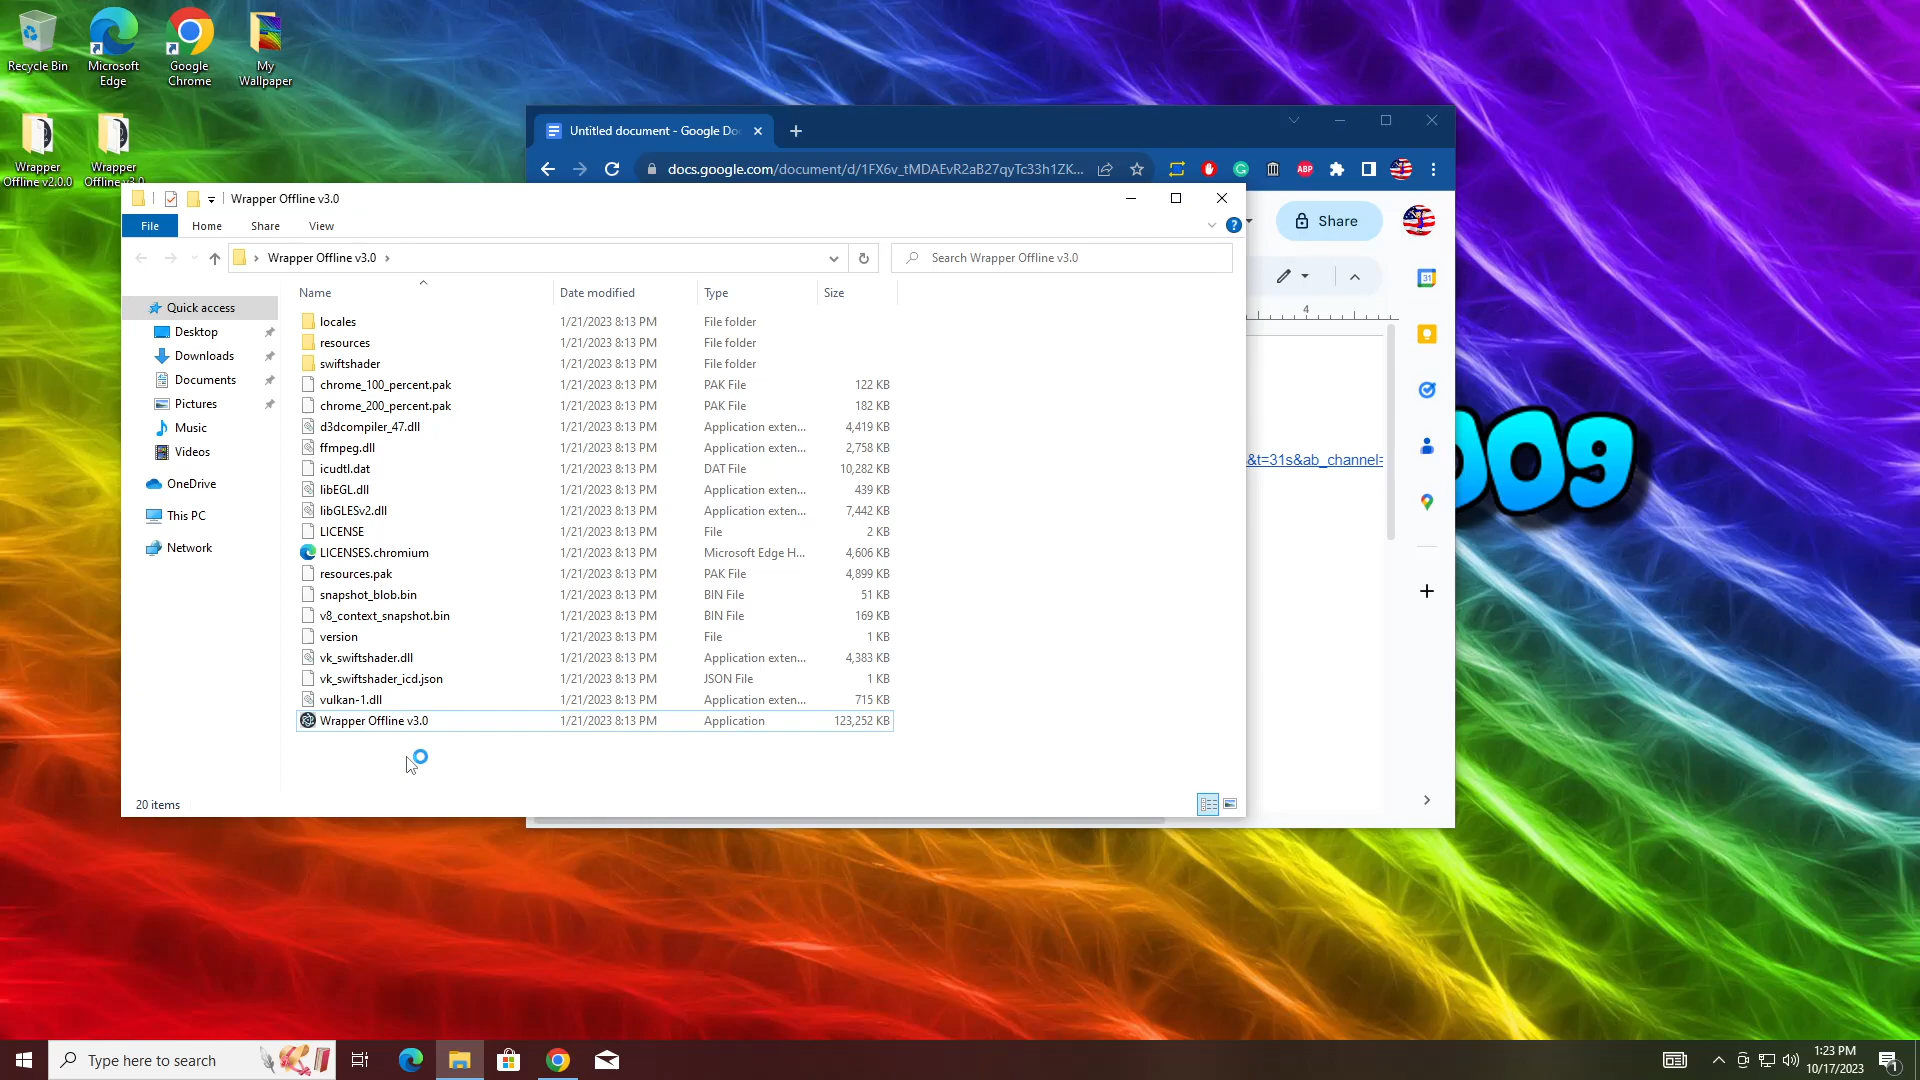 Recycle Bin
Microsoft
Edge
Google
Chrome
My
Wallpaper
Wrapper
Offline v2.0.0
Wrapper
Offline v3.0
Untitled document - Google Do
docs.google.com/document/d/1FX6v_tMDAEvR2aB27qyTc33h1ZK...
ABP
Wrapper Offline v3.0
File
Home
Share
View
?
Share
Wrapper Offline v3.0
Search Wrapper Offline v3.0
31
4
Name
Date modified
Type
Size
Quick access
Desktop
Downloads
Documents
Pictures
Music
Videos
OneDrive
This PC
Network
locales 1/21/2023 8:13 PM File folder
resources 1/21/2023 8:13 PM File folder
swiftshader 1/21/2023 8:13 PM File folder
chrome_100_percent.pak 1/21/2023 8:13 PM PAK File 122 KB
chrome_200_percent.pak 1/21/2023 8:13 PM PAK File 182 KB
d3dcompiler_47.dll 1/21/2023 8:13 PM Application exten... 4,419 KB
ffmpeg.dll 1/21/2023 8:13 PM Application exten... 2,758 KB
icudtl.dat 1/21/2023 8:13 PM DAT File 10,282 KB
libEGL.dll 1/21/2023 8:13 PM Application exten... 439 KB
libGLESv2.dll 1/21/2023 8:13 PM Application exten... 7,442 KB
LICENSE 1/21/2023 8:13 PM File 2 KB
LICENSES.chromium 1/21/2023 8:13 PM Microsoft Edge H... 4,606 KB
resources.pak 1/21/2023 8:13 PM PAK File 4,899 KB
snapshot_blob.bin 1/21/2023 8:13 PM BIN File 51 KB
v8_context_snapshot.bin 1/21/2023 8:13 PM BIN File 169 KB
version 1/21/2023 8:13 PM File 1 KB
vk_swiftshader.dll 1/21/2023 8:13 PM Application exten... 4,383 KB
vk_swiftshader_icd.json 1/21/2023 8:13 PM JSON File 1 KB
vulkan-1.dll 1/21/2023 8:13 PM Application exten... 715 KB
Wrapper Offline v3.0 1/21/2023 8:13 PM Application 123,252 KB
&t=31s&ab_channel=
009
20 items
Type here to search
1:23 PM
10/17/2023
1